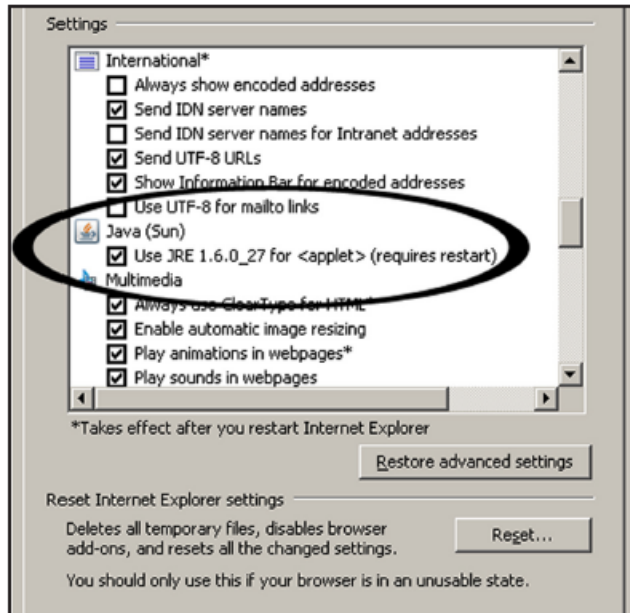 Settings
International*
Always show encoded addresses
Send IDN server names
Send IDN server names for Intranet addresses
Send UTF-8 URLs
Show Information Bar for encoded addresses
Use UTF-8 for mailto links
Java (Sun)
Use JRE 1.6.0_27 for <applet> (requires restart)
Multimedia
Always use ClearType for HTML*
Enable automatic image resizing
Play animations in webpages*
Play sounds in webpages
*Takes effect after you restart Internet Explorer
Restore advanced settings
Reset Internet Explorer settings
Deletes all temporary files, disables browser
add-ons, and resets all the changed settings.
Reset...
You should only use this if your browser is in an unusable state.